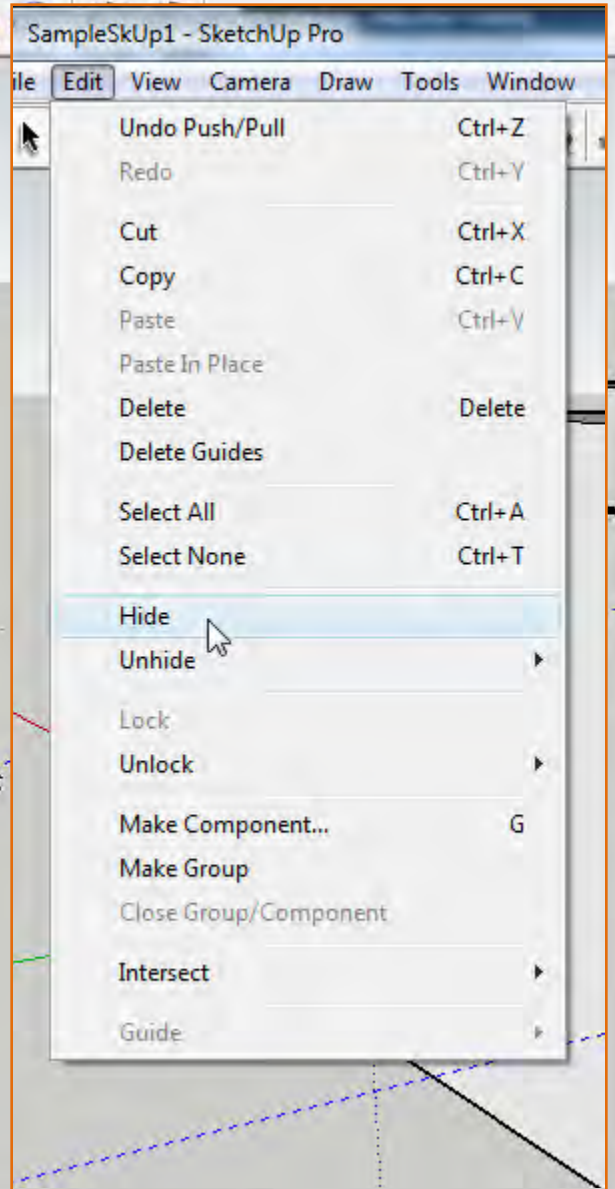 SampleSkUp1 - SketchUp Pro
ile Edit View Camera Draw Tools Window
Undo Push/Pull Ctrl+Z
Redo Ctrl+Y
Cut Ctrl+X
Copy Ctrl+C
Paste Ctrl+V
Paste In Place
Delete Delete
Delete Guides
Select All Ctrl+A
Select None Ctrl+T
Hide
Unhide
Lock
Unlock
Make Component... G
Make Group
Close Group/Component
Intersect
Guide